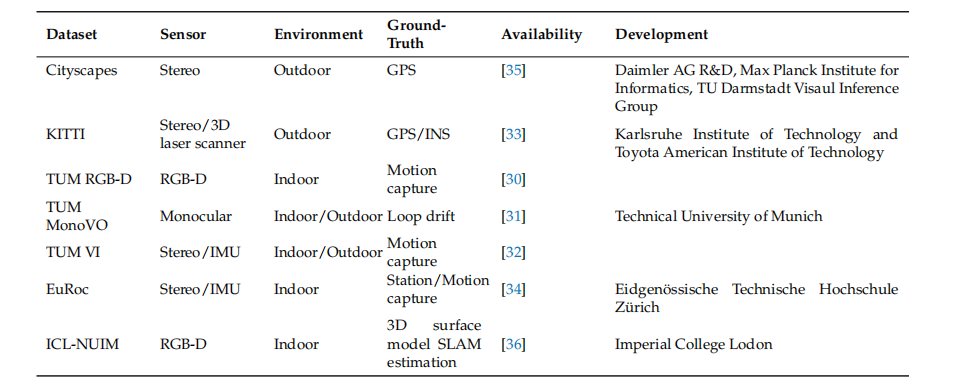 Dataset Sensor Environment Ground-Truth Availability Development
Cityscapes Stereo Outdoor GPS [35] Daimler AG R&D, Max Planck Institute for
Informatics, TU Darmstadt Visaul Inference
Group
KITTI Stereo/3D laser scanner Outdoor GPS/INS [33] Karlsruhe Institute of Technology and
Toyota American Institute of Technology
TUM RGB-D RGB-D Indoor Motion capture [30]
TUM MonoVO Monocular Indoor/Outdoor Loop drift [31] Technical University of Munich
TUM VI Stereo/IMU Indoor/Outdoor Motion capture [32]
EuRoc Stereo/IMU Indoor Station/Motion capture [34] Eidgenössische Technische Hochschule
Zürich
ICL-NUIM RGB-D Indoor 3D surface model SLAM estimation [36] Imperial College Lodon